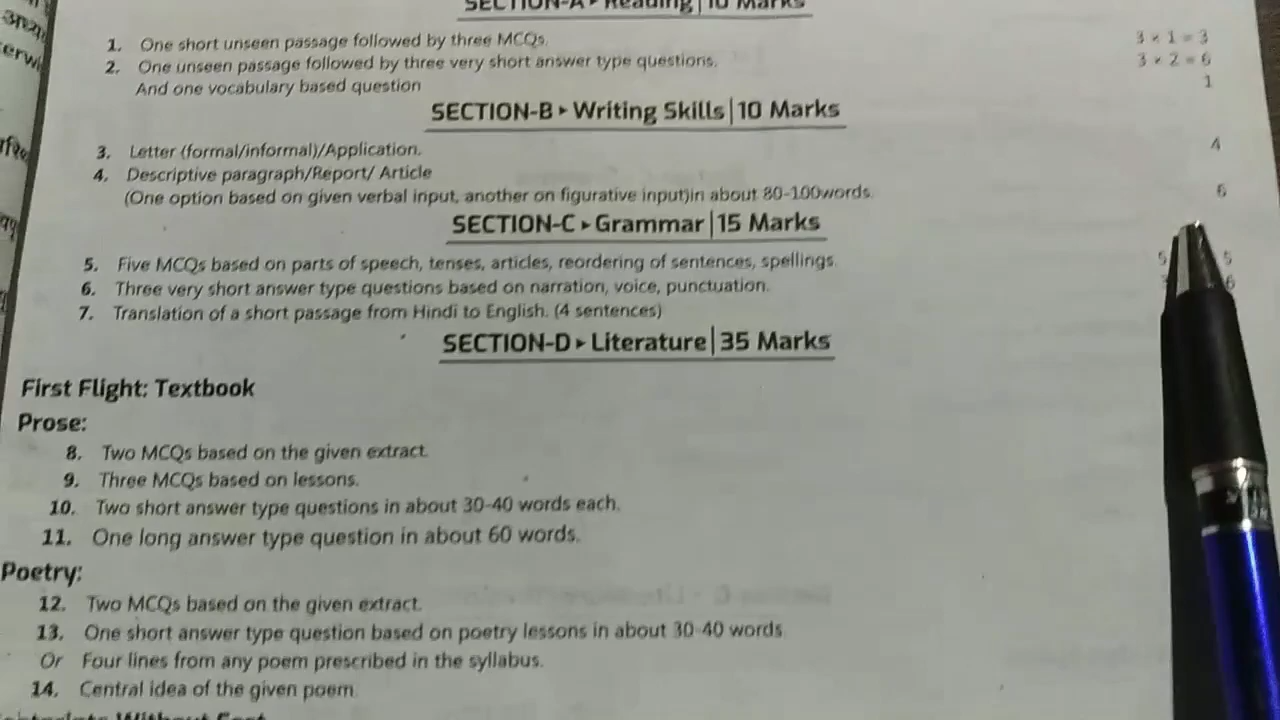 SECTION-A ▸ Reading | 10 Marks
1. One short unseen passage followed by three MCQs. 3 × 1 = 3
2. One unseen passage followed by three very short answer type questions. 3 × 2 = 6
And one vocabulary based question 1
SECTION-B ▸ Writing Skills | 10 Marks
3. Letter (formal/informal)/Application. 4
4. Descriptive paragraph/Report/ Article
(One option based on given verbal input, another on figurative input)in about 80-100words. 6
SECTION-C ▸ Grammar | 15 Marks
5. Five MCQs based on parts of speech, tenses, articles, reordering of sentences, spellings. 5 5
6. Three very short answer type questions based on narration, voice, punctuation. 6
7. Translation of a short passage from Hindi to English. (4 sentences)
SECTION-D ▸ Literature | 35 Marks
First Flight: Textbook
Prose:
8. Two MCQs based on the given extract.
9. Three MCQs based on lessons.
10. Two short answer type questions in about 30-40 words each.
11. One long answer type question in about 60 words.
Poetry:
12. Two MCQs based on the given extract.
13. One short answer type question based on poetry lessons in about 30-40 words
Or Four lines from any poem prescribed in the syllabus.
14. Central idea of the given poem
Without Feet